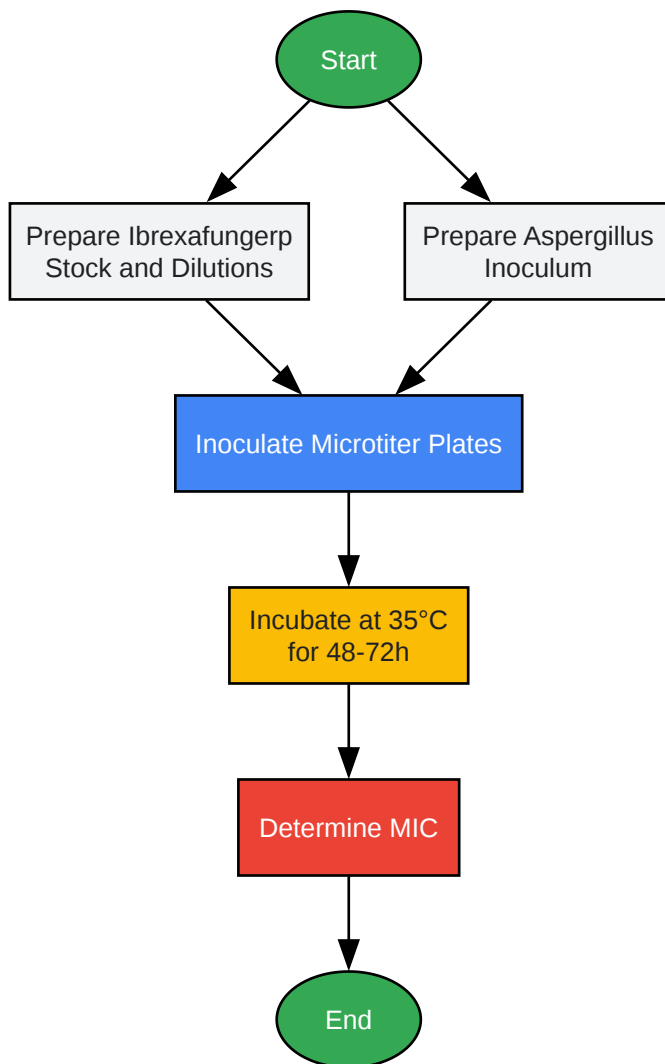 Start
Prepare Ibrexafungerp
Stock and Dilutions
Prepare Aspergillus
Inoculum
Inoculate Microtiter Plates
Incubate at 35°C
for 48-72h
Determine MIC
End